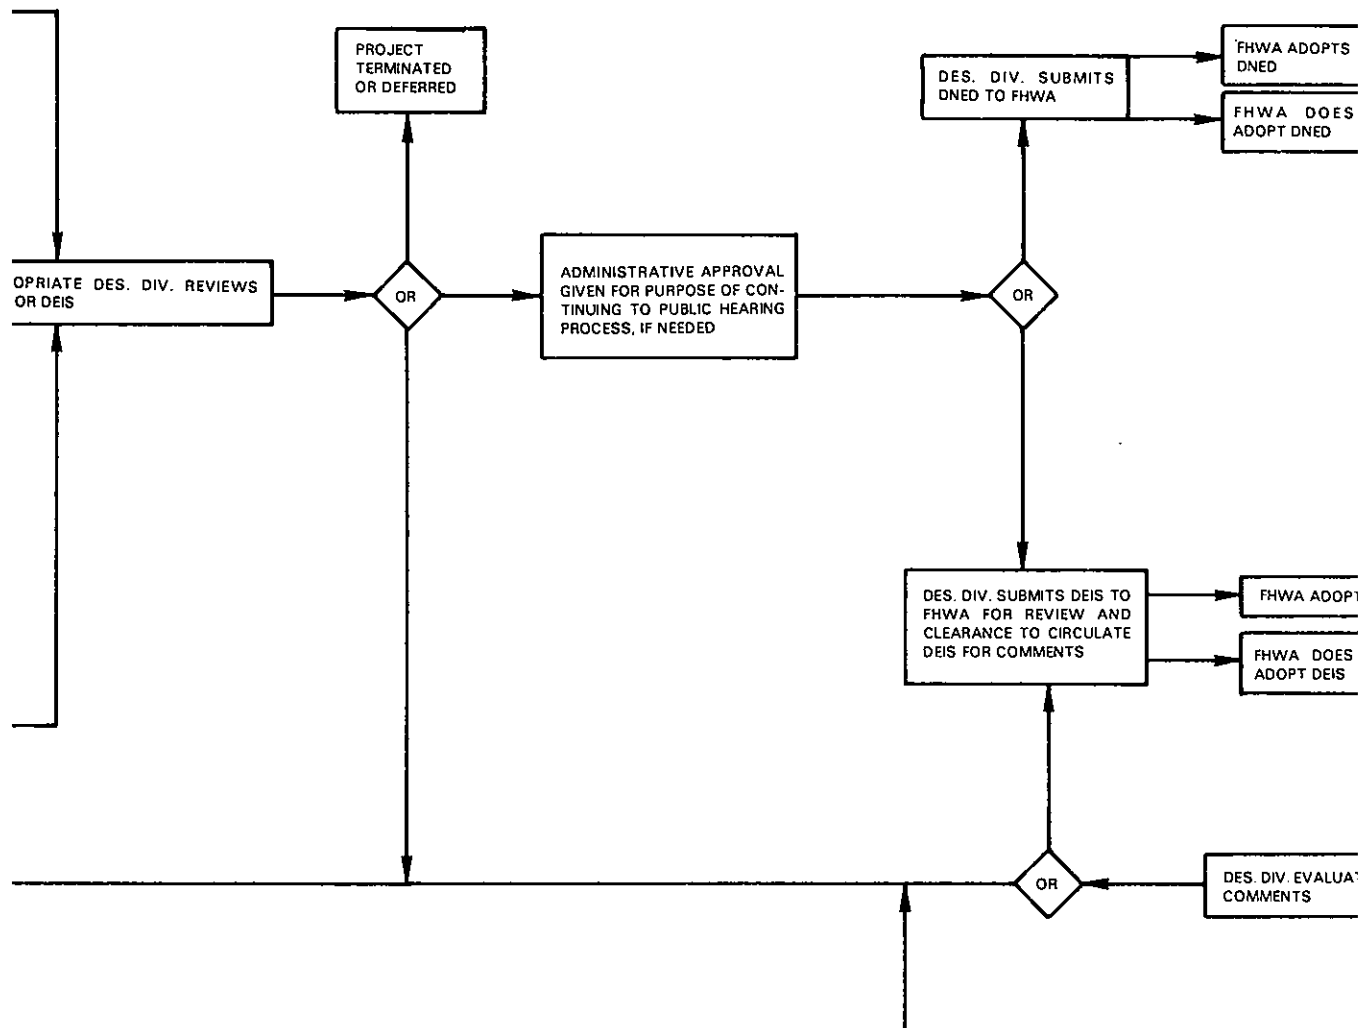 PROJECT
TERMINATED
OR DEFERRED
DES. DIV. SUBMITS
DNED TO FHWA
FHWA ADOPTS
DNED
FHWA DOES
ADOPT DNED
OPRIATE DES. DIV. REVIEWS
OR DEIS
OR
ADMINISTRATIVE APPROVAL
GIVEN FOR PURPOSE OF CON-
TINUING TO PUBLIC HEARING
PROCESS, IF NEEDED
OR
DES. DIV. SUBMITS DEIS TO
FHWA FOR REVIEW AND
CLEARANCE TO CIRCULATE
DEIS FOR COMMENTS
FHWA ADOPT
FHWA DOES
ADOPT DEIS
OR
DES. DIV. EVALUAT
COMMENTS